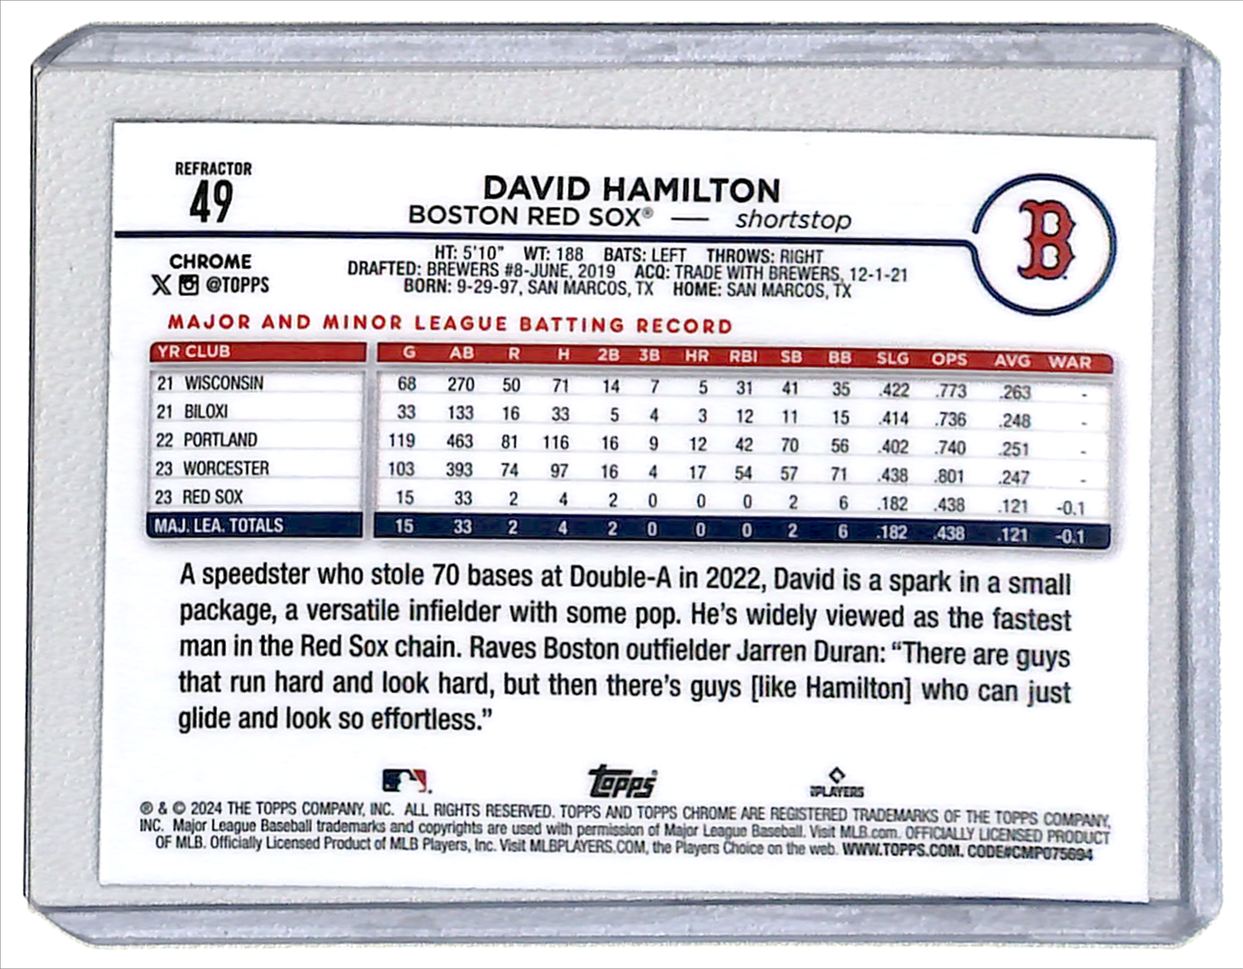 REFRACTOR
49
DAVID HAMILTON
BOSTON RED SOX® — shortstop
B
CHROME
X @TOPPS
HT: 5'10" WT: 188 BATS: LEFT THROWS: RIGHT
DRAFTED: BREWERS #8-JUNE, 2019 ACQ: TRADE WITH BREWERS, 12-1-21
BORN: 9-29-97, SAN MARCOS, TX HOME: SAN MARCOS, TX
MAJOR AND MINOR LEAGUE BATTING RECORD
YR CLUB G AB R H 2B 3B HR RBI SB BB SLG OPS AVG WAR
21 WISCONSIN 68 270 50 71 14 7 5 31 41 35 .422 .773 .263 -
21 BILOXI 33 133 16 33 5 4 3 12 11 15 .414 .736 .248 -
22 PORTLAND 119 463 81 116 16 9 12 42 70 56 .402 .740 .251 -
23 WORCESTER 103 393 74 97 16 4 17 54 57 71 .438 .801 .247 -
23 RED SOX 15 33 2 4 2 0 0 0 2 6 .182 .438 .121 -0.1
MAJ. LEA. TOTALS 15 33 2 4 2 0 0 0 2 6 .182 .438 .121 -0.1
A speedster who stole 70 bases at Double-A in 2022, David is a spark in a small
package, a versatile infielder with some pop. He's widely viewed as the fastest
man in the Red Sox chain. Raves Boston outfielder Jarren Duran: “There are guys
that run hard and look hard, but then there's guys [like Hamilton] who can just
glide and look so effortless.”
topps
PLAYERS
® & © 2024 THE TOPPS COMPANY, INC. ALL RIGHTS RESERVED. TOPPS AND TOPPS CHROME ARE REGISTERED TRADEMARKS OF THE TOPPS COMPANY,
INC. Major League Baseball trademarks and copyrights are used with permission of Major League Baseball. Visit MLB.com. OFFICIALLY LICENSED PRODUCT
OF MLB. Officially Licensed Product of MLB Players, Inc. Visit MLBPLAYERS.COM, the Players Choice on the web. WWW.TOPPS.COM. CODE#CMP075694